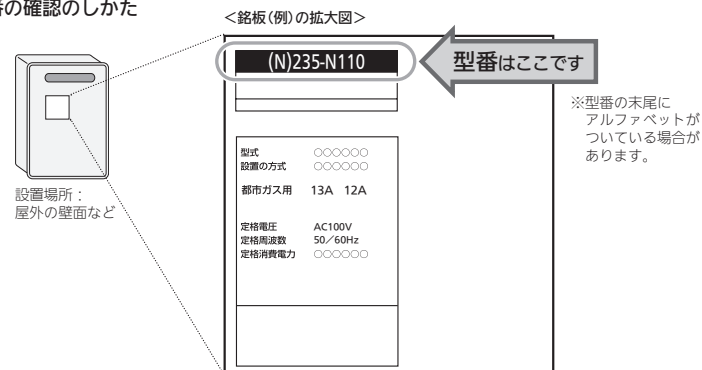 番の確認のしかた
＜銘板(例)の拡大図＞
(N)235-N110
型番はここです
※型番の末尾に
アルファベットが
ついている場合が
あります。
設置場所：
屋外の壁面など
型式 ○○○○○○
設置の方式 ○○○○○○
都市ガス用 13A 12A
定格電圧 AC100V
定格周波数 50／60Hz
定格消費電力 ○○○○○○